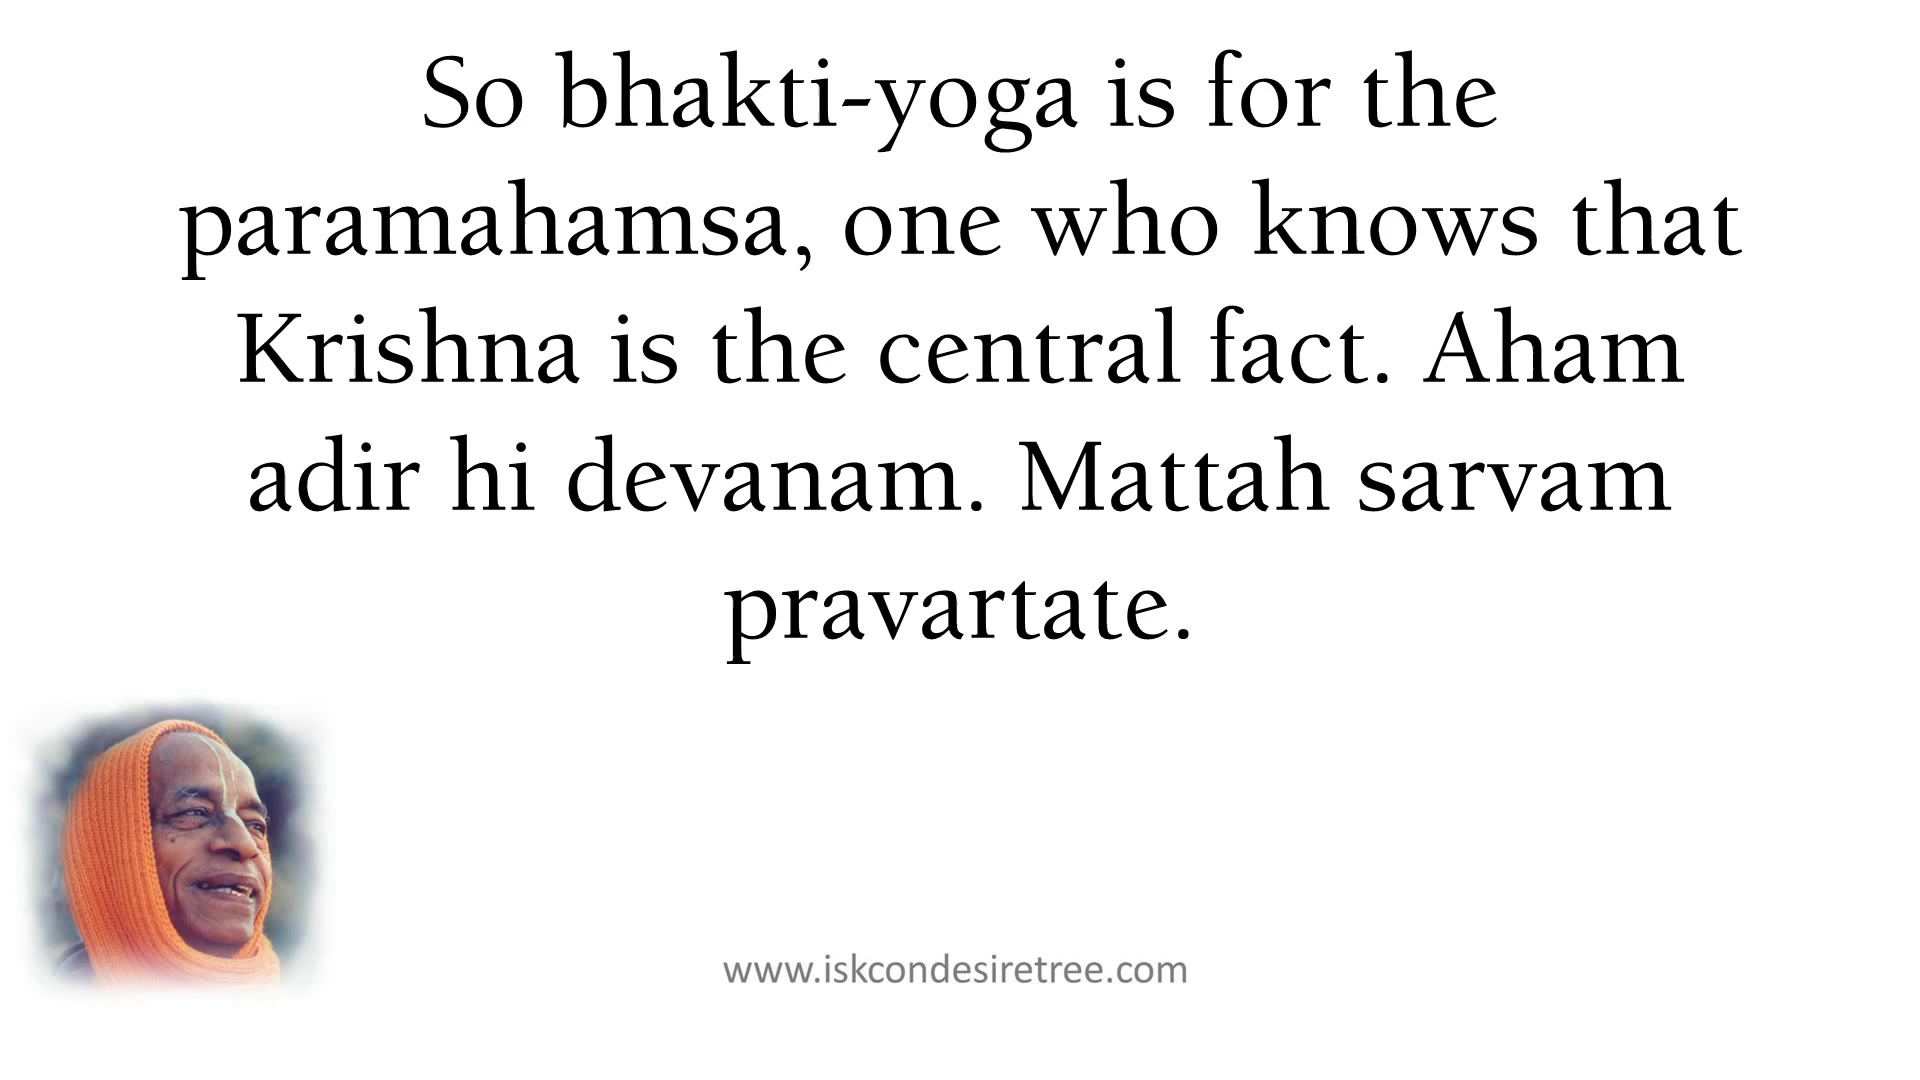 So bhakti-yoga is for the
paramahamsa, one who knows that
Krishna is the central fact. Aham
adir hi devanam. Mattah sarvam
pravartate.
www.iskcondesiretree.com